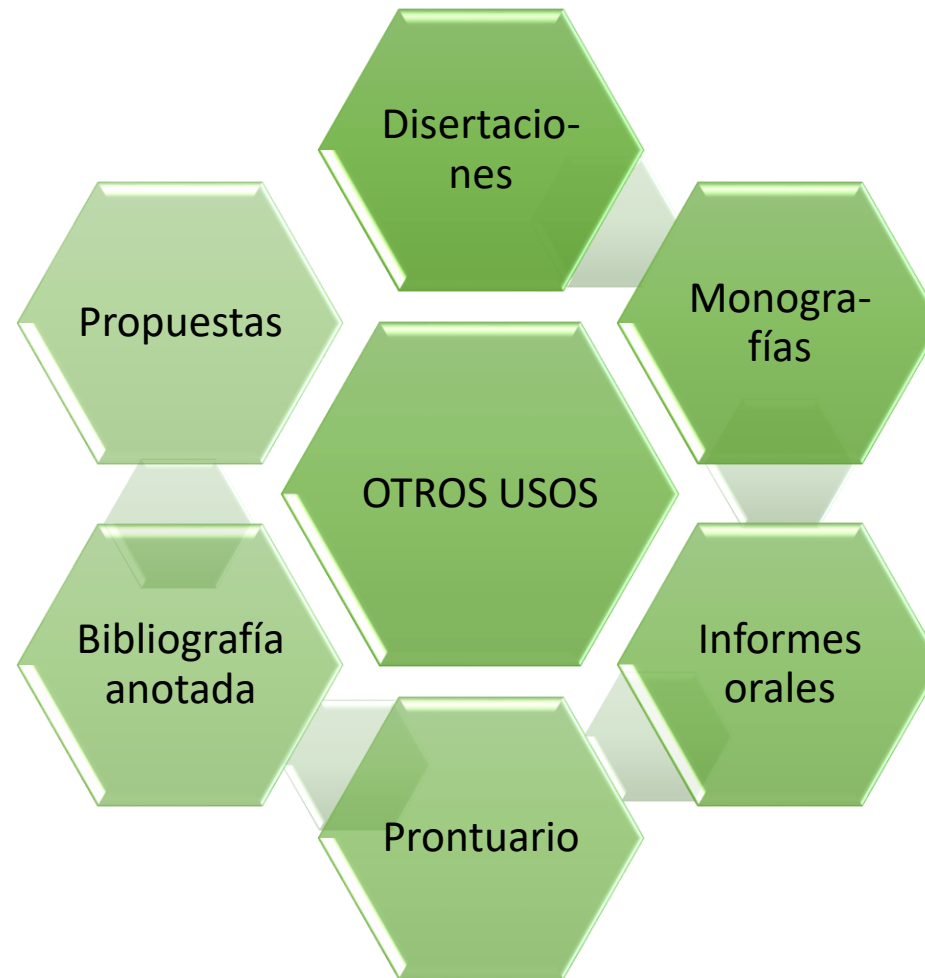 Disertacio-
nes
Monogra-
fías
Propuestas
OTROS USOS
Informes
orales
Bibliografía
anotada
Prontuario